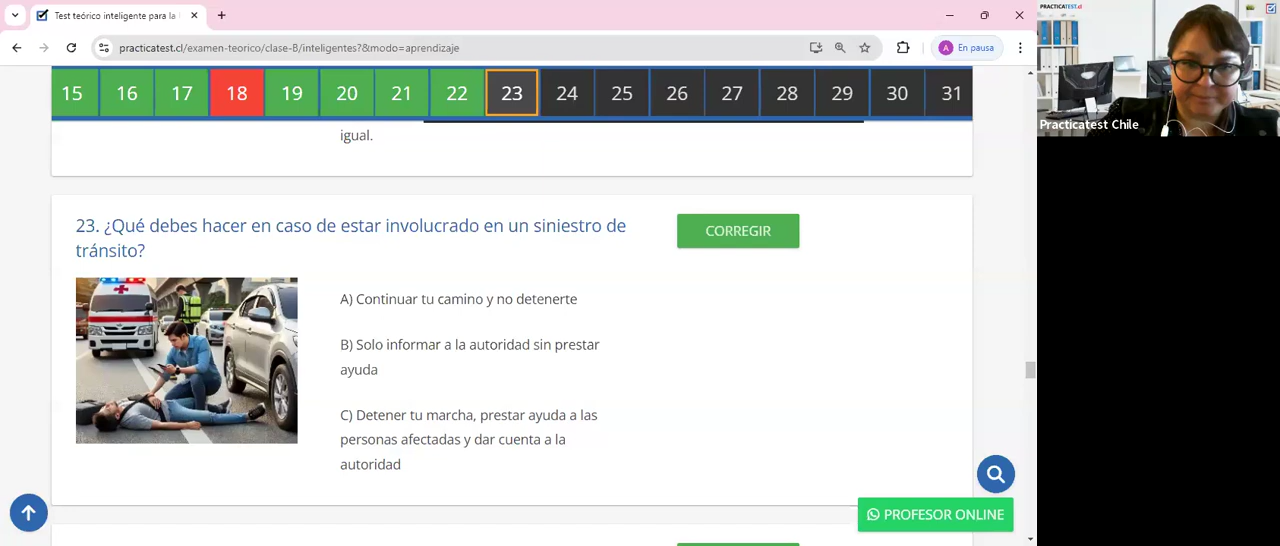 Test teórico inteligente para la
practicatest.cl/examen-teorico/clase-B/inteligentes?&modo=aprendizaje
A
En pausa
15 16 17 18 19 20 21 22 23 24 25 26 27 28 29 30 31
igual.
23. ¿Qué debes hacer en caso de estar involucrado en un siniestro de
tránsito?
CORREGIR
A) Continuar tu camino y no detenerte
B) Solo informar a la autoridad sin prestar
ayuda
C) Detener tu marcha, prestar ayuda a las
personas afectadas y dar cuenta a la
autoridad
PROFESOR ONLINE
PRACTICATEST.cl
Practicatest Chile